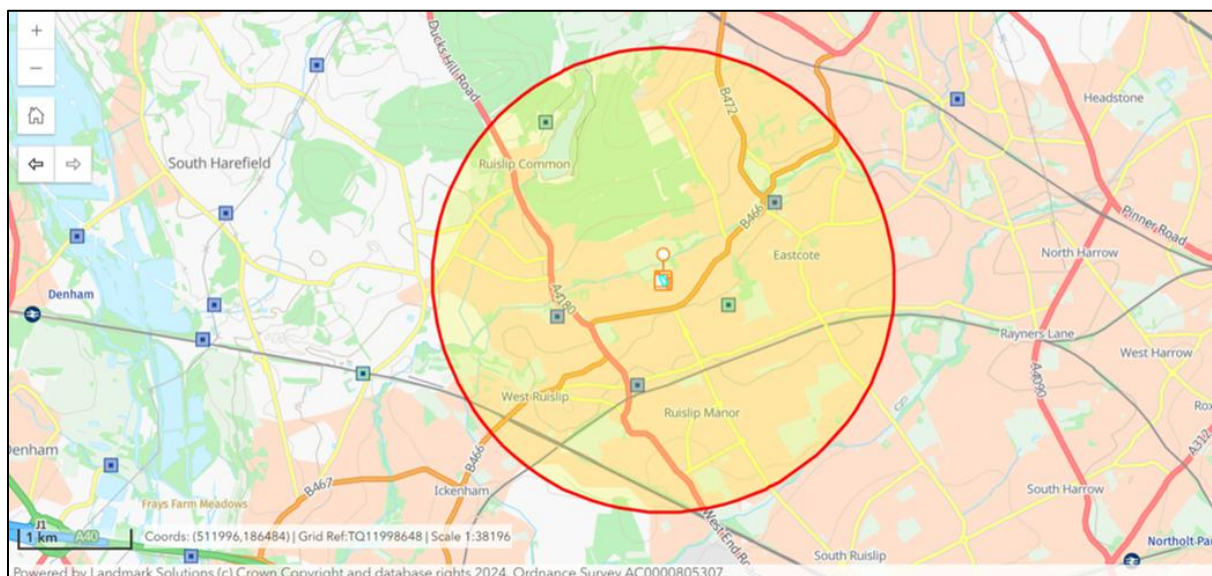 +
Ducks Hill Road
B472
Headstone
−
South Harefield
Ruislip Common
Pinner Road
B466
North Harrow
Eastcote
Denham
A4180
Rayners Lane
West Harrow
A4090
West Ruislip
Ruislip Manor
A312
Denham
B466
B467
Ickenham
South Harrow
Frays Farm Meadows
J1
A40
1 km
Coords: (511996,186484) | Grid Ref:TQ11998648 | Scale 1:38196
West End
South Ruislip
Northolt
Powered by Landmark Solutions (c) Crown Copyright and database rights 2024. Ordnance Survey AC0000805307.